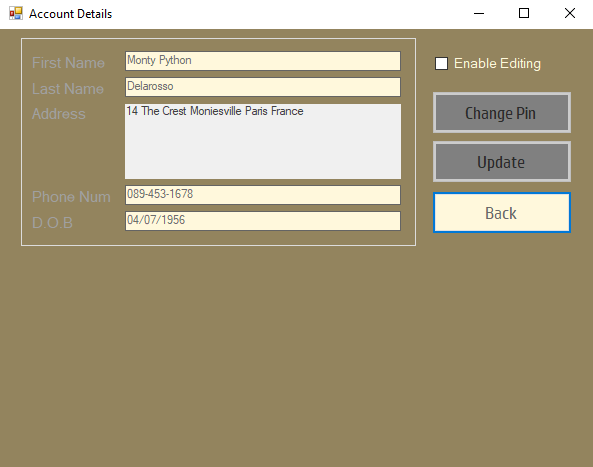 Account Details
First Name Monty Python
Last Name Delarosso
Address 14 The Crest Moniesville Paris France
Phone Num 089-453-1678
D.O.B 04/07/1956
Enable Editing
Change Pin
Update
Back